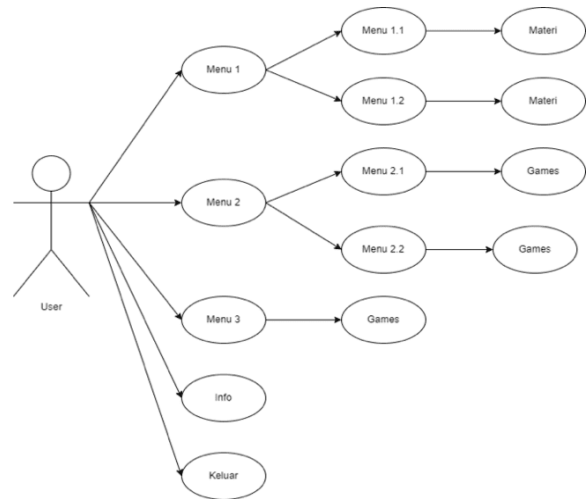 Menu 1.1
Materi
Menu 1
Menu 1.2
Materi
Menu 2.1
Games
Menu 2
Menu 2.2
Games
User
Menu 3
Games
Info
Keluar